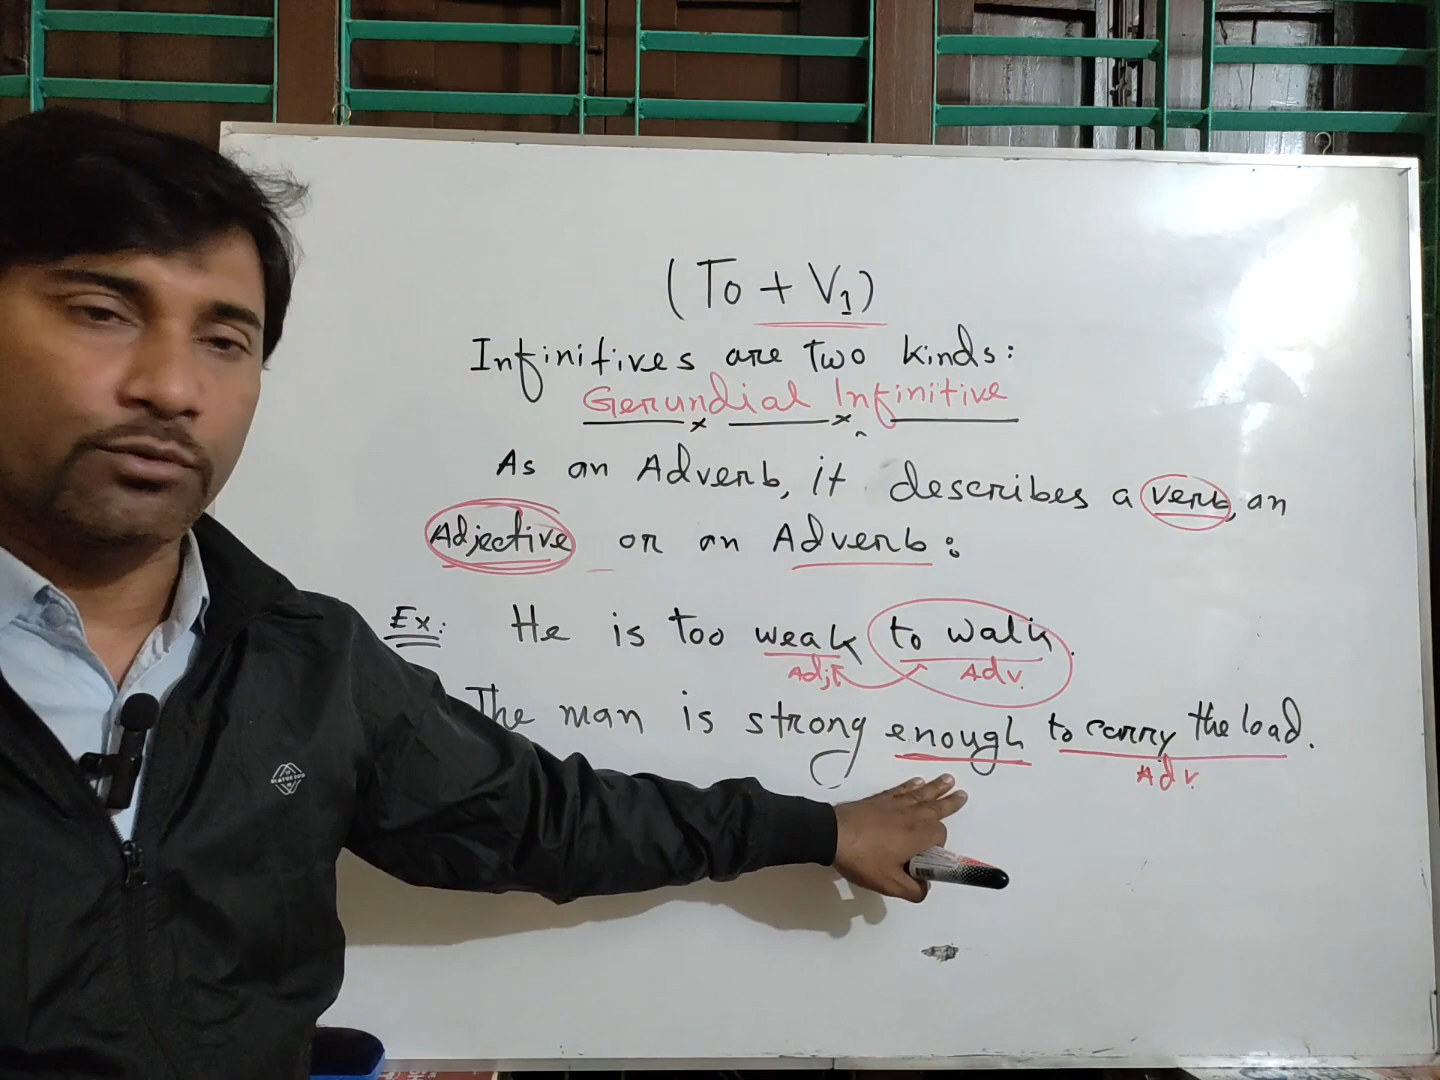 (To + V1)
Infinitives are two kinds:
Gerundial Infinitive
As an Adverb, it describes a verb, an
Adjective or an Adverb:
Ex: He is too weak to walk.
Adj Adv.
The man is strong enough to carry the load.
Adv.